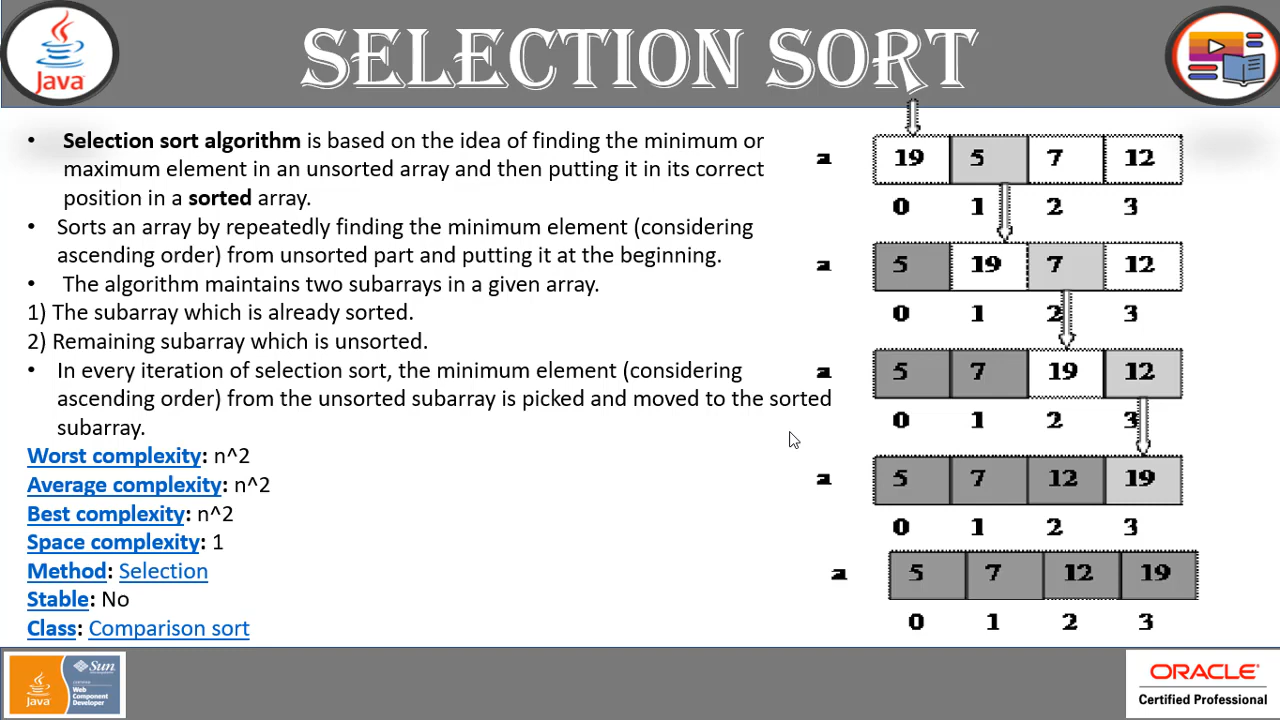 SELECTION SORT
Java
• Selection sort algorithm is based on the idea of finding the minimum or
maximum element in an unsorted array and then putting it in its correct
position in a sorted array.
• Sorts an array by repeatedly finding the minimum element (considering
ascending order) from unsorted part and putting it at the beginning.
• The algorithm maintains two subarrays in a given array.
1) The subarray which is already sorted.
2) Remaining subarray which is unsorted.
• In every iteration of selection sort, the minimum element (considering
ascending order) from the unsorted subarray is picked and moved to the sorted
subarray.
Worst complexity: n^2
Average complexity: n^2
Best complexity: n^2
Space complexity: 1
Method: Selection
Stable: No
Class: Comparison sort
a 19 5 7 12
0 1 2 3
a 5 19 7 12
0 1 2 3
a 5 7 19 12
0 1 2 3
a 5 7 12 19
0 1 2 3
a 5 7 12 19
0 1 2 3
Java
Sun
Web
Component
Developer
ORACLE
Certified Professional